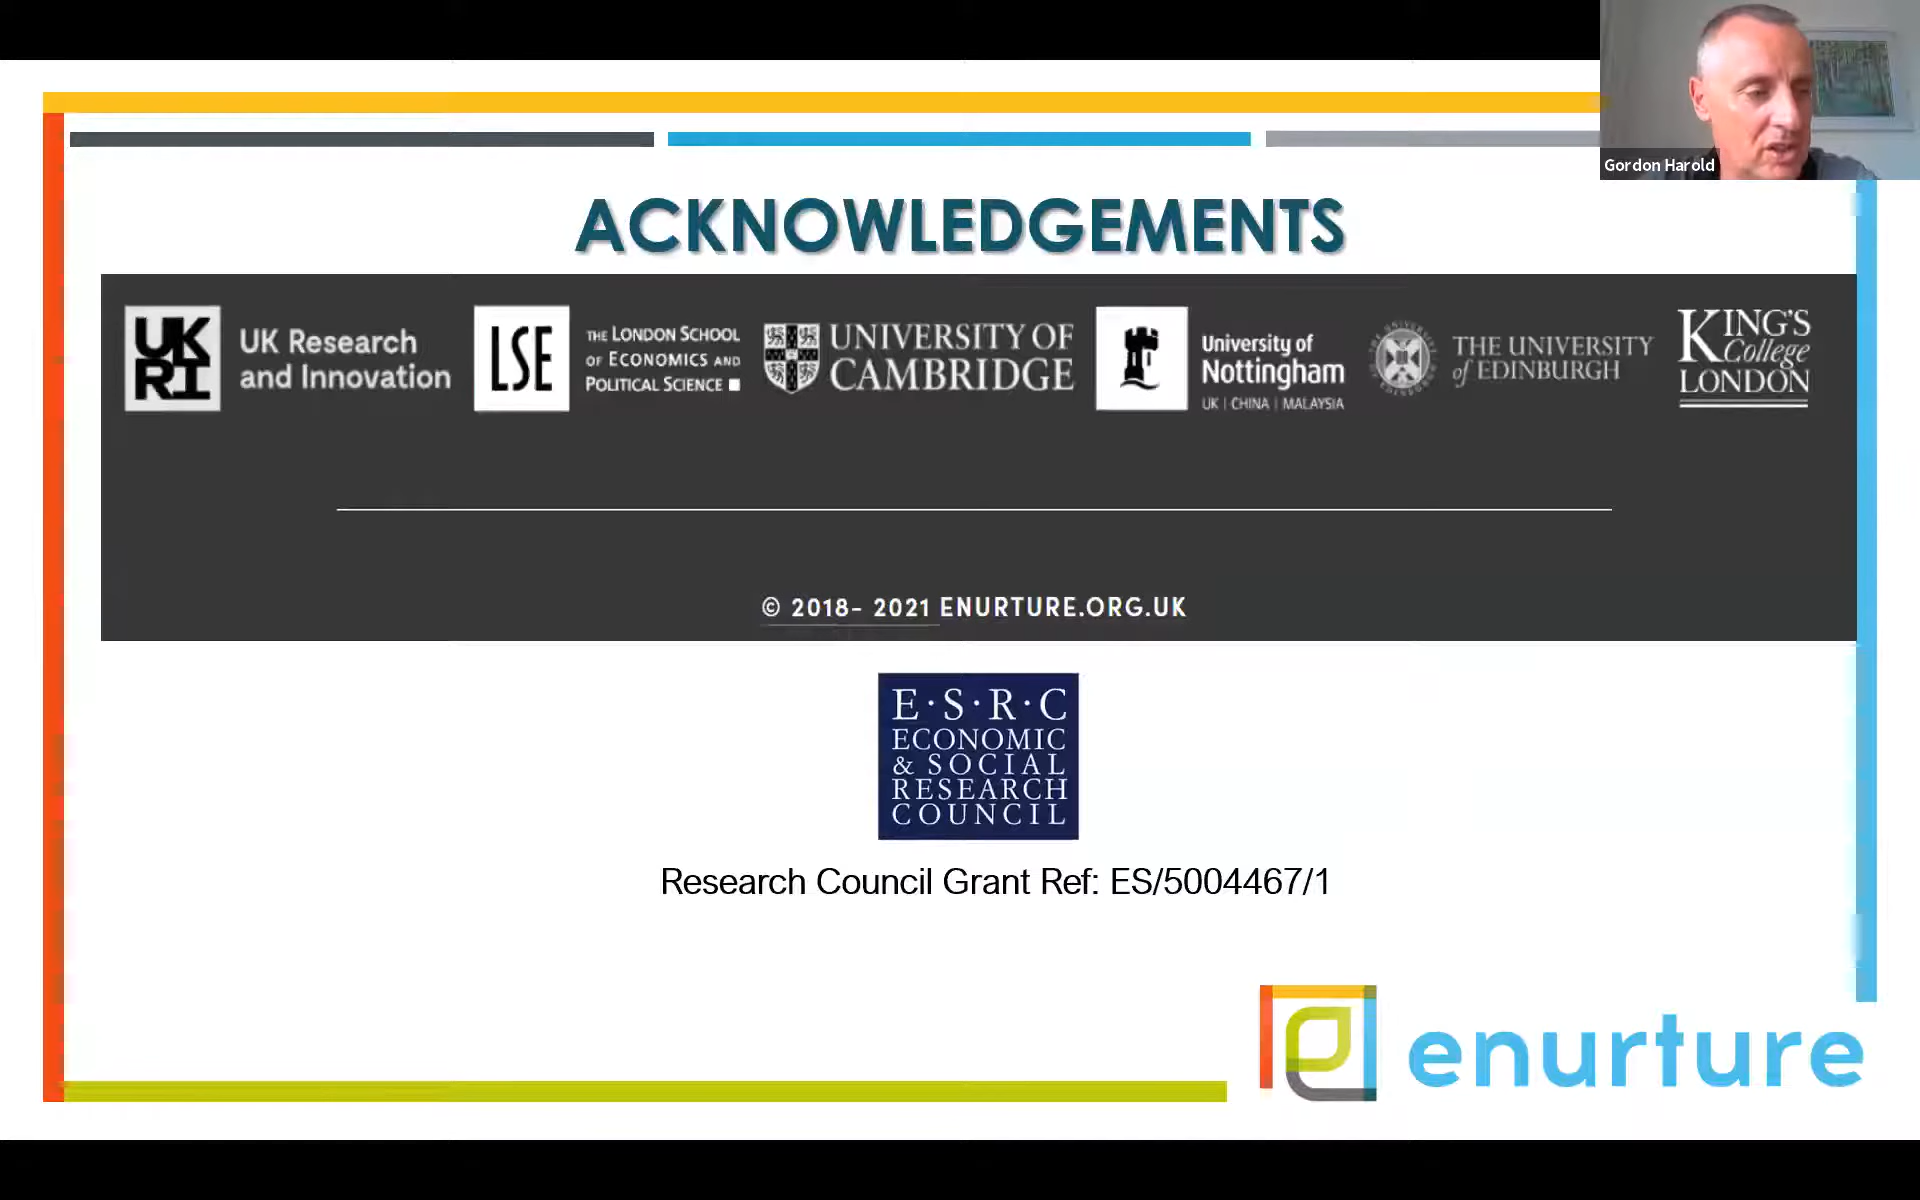 Gordon Harold
ACKNOWLEDGEMENTS
UK
RI
UK Research
and Innovation
LSE
THE LONDON SCHOOL
OF ECONOMICS AND
POLITICAL SCIENCE
UNIVERSITY OF
CAMBRIDGE
University of
Nottingham
UK | CHINA | MALAYSIA
THE UNIVERSITY
of EDINBURGH
KING'S
College
LONDON
© 2018- 2021 ENURTURE.ORG.UK
E·S·R·C
ECONOMIC
& SOCIAL
RESEARCH
COUNCIL
Research Council Grant Ref: ES/5004467/1
enurture